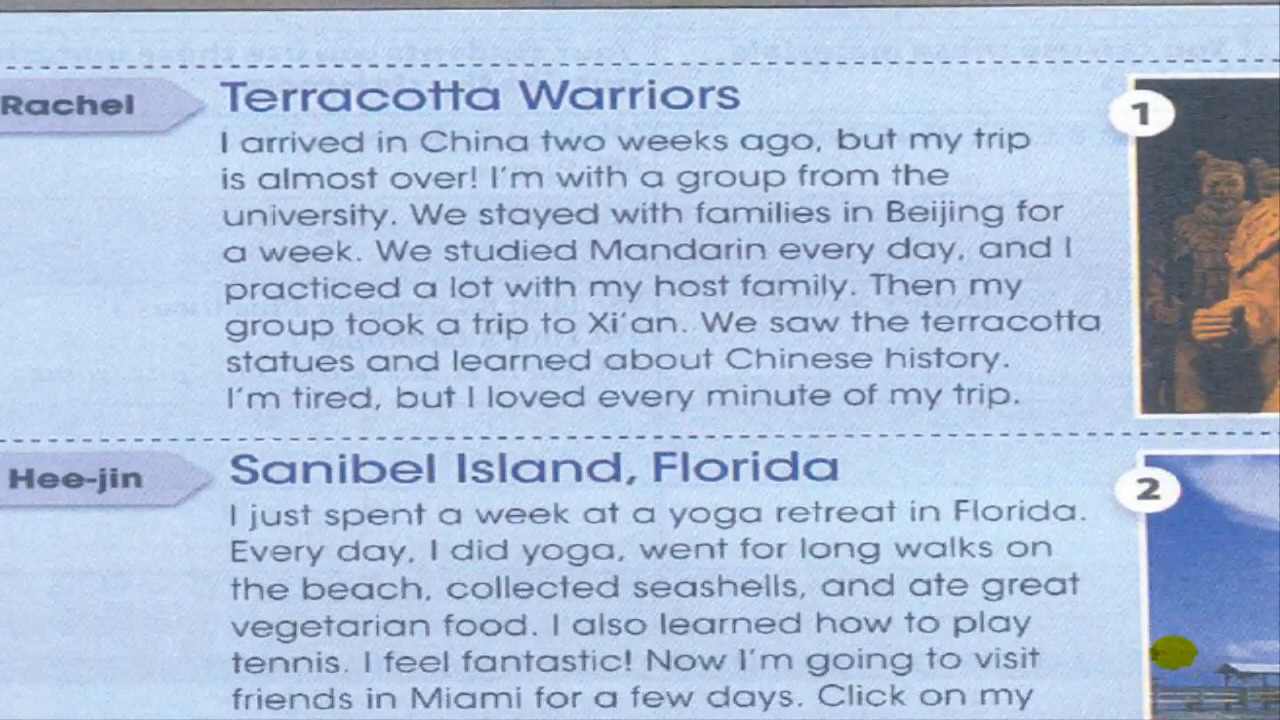 Rachel
Terracotta Warriors
I arrived in China two weeks ago, but my trip
is almost over! I'm with a group from the
university. We stayed with families in Beijing for
a week. We studied Mandarin every day, and I
practiced a lot with my host family. Then my
group took a trip to Xi'an. We saw the terracotta
statues and learned about Chinese history.
I'm tired, but I loved every minute of my trip.
1
Hee-jin
Sanibel Island, Florida
I just spent a week at a yoga retreat in Florida.
Every day, I did yoga, went for long walks on
the beach, collected seashells, and ate great
vegetarian food. I also learned how to play
tennis. I feel fantastic! Now I'm going to visit
friends in Miami for a few days. Click on my
2